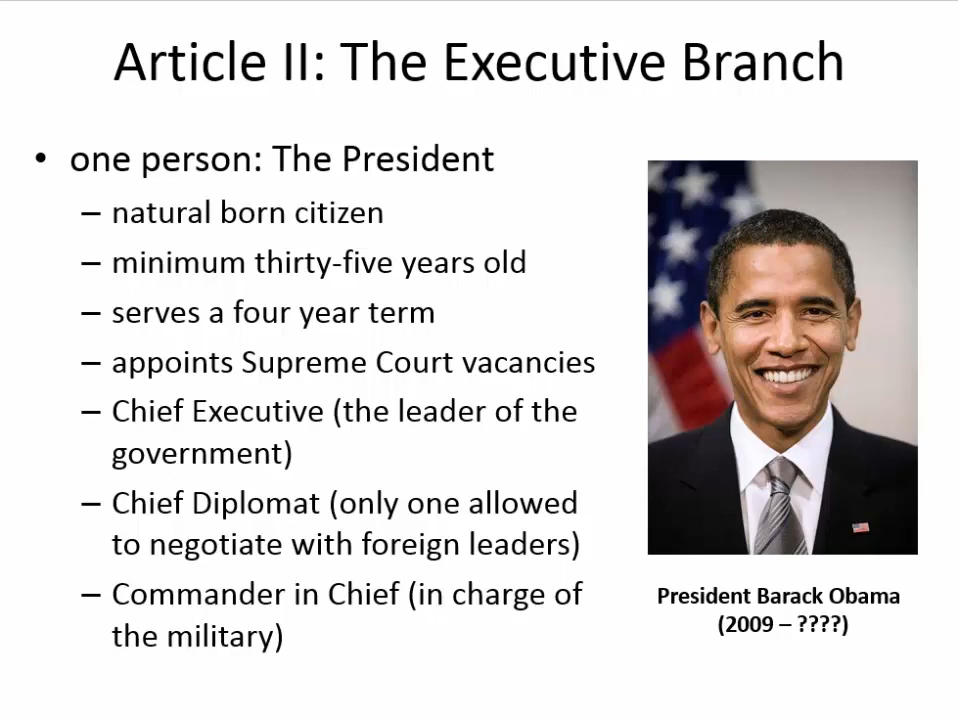 Article II: The Executive Branch
• one person: The President
– natural born citizen
– minimum thirty-five years old
– serves a four year term
– appoints Supreme Court vacancies
– Chief Executive (the leader of the
government)
– Chief Diplomat (only one allowed
to negotiate with foreign leaders)
– Commander in Chief (in charge of
the military)
President Barack Obama
(2009 – ????)